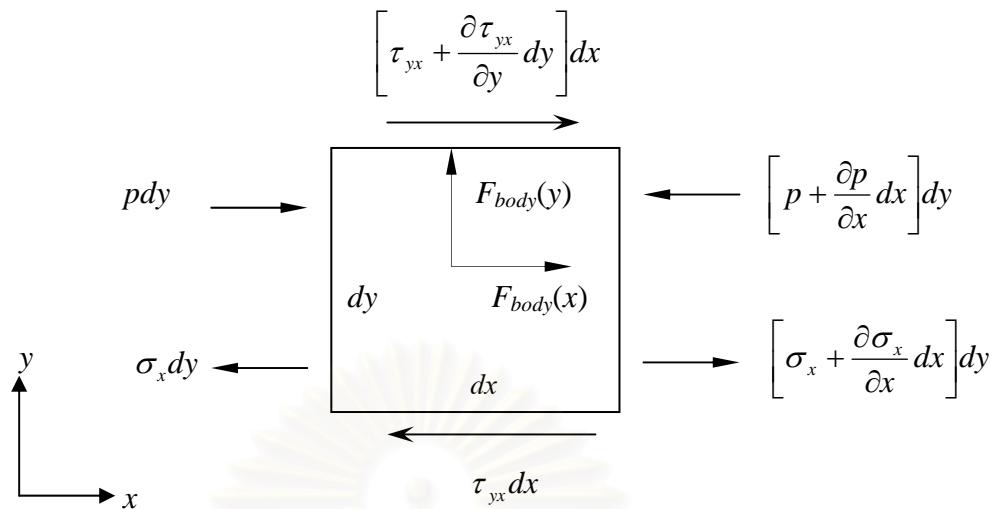 [τ_yx + ∂τ_yx/∂y dy]dx
pdy
F_body(y)
[p + ∂p/∂x dx]dy
dy
F_body(x)
y
σ_x dy
dx
[σ_x + ∂σ_x/∂x dx]dy
τ_yx dx
x